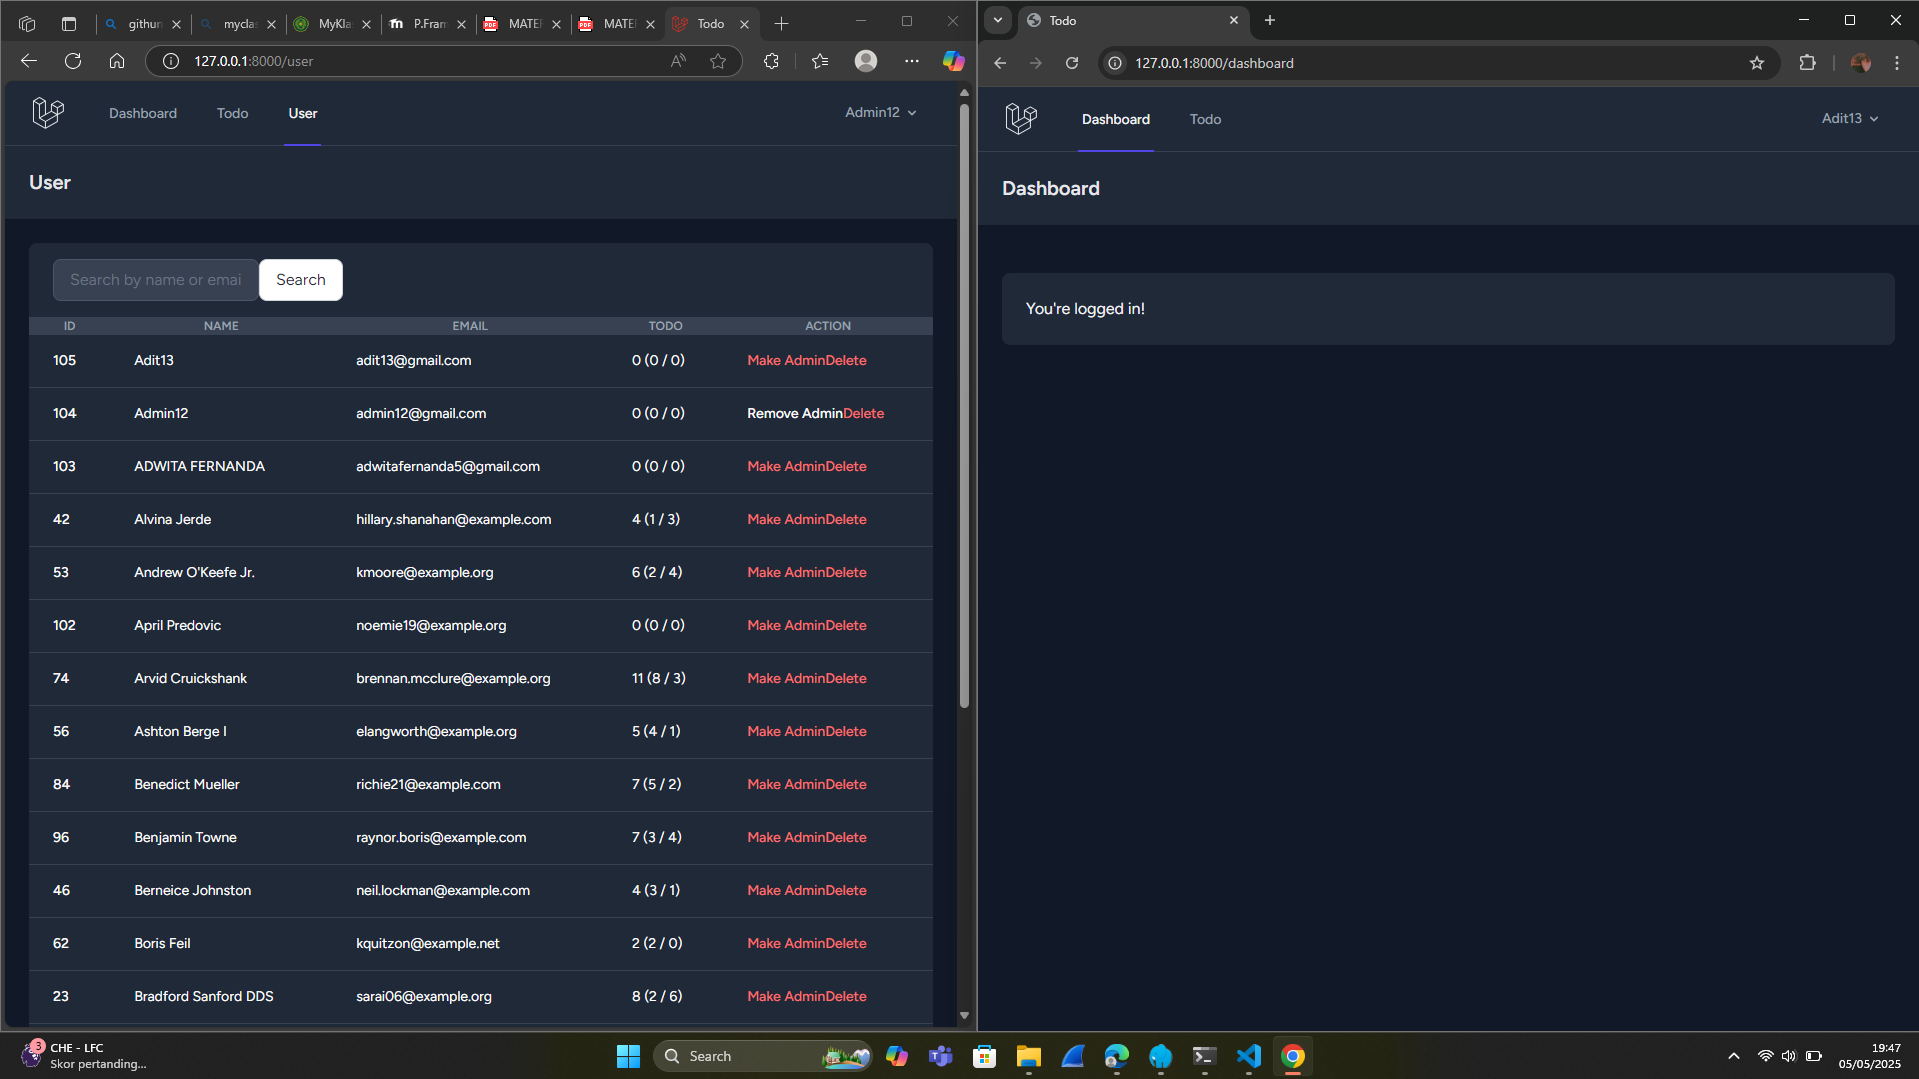 githun
myclas
MyKla
P.Fram
MATEF
MATEF
Todo
127.0.0.1:8000/user
Dashboard Todo User Admin12
User
Search by name or emai Search
ID NAME EMAIL TODO ACTION
105 Adit13 adit13@gmail.com 0 (0 / 0) Make AdminDelete
104 Admin12 admin12@gmail.com 0 (0 / 0) Remove AdminDelete
103 ADWITA FERNANDA adwitafernanda5@gmail.com 0 (0 / 0) Make AdminDelete
42 Alvina Jerde hillary.shanahan@example.com 4 (1 / 3) Make AdminDelete
53 Andrew O'Keefe Jr. kmoore@example.org 6 (2 / 4) Make AdminDelete
102 April Predovic noemie19@example.org 0 (0 / 0) Make AdminDelete
74 Arvid Cruickshank brennan.mcclure@example.org 11 (8 / 3) Make AdminDelete
56 Ashton Berge I elangworth@example.org 5 (4 / 1) Make AdminDelete
84 Benedict Mueller richie21@example.com 7 (5 / 2) Make AdminDelete
96 Benjamin Towne raynor.boris@example.com 7 (3 / 4) Make AdminDelete
46 Berneice Johnston neil.lockman@example.com 4 (3 / 1) Make AdminDelete
62 Boris Feil kquitzon@example.net 2 (2 / 0) Make AdminDelete
23 Bradford Sanford DDS sarai06@example.org 8 (2 / 6) Make AdminDelete
Todo
127.0.0.1:8000/dashboard
Dashboard Todo Adit13
Dashboard
You're logged in!
3
CHE - LFC
Skor pertanding...
Search
19:47
05/05/2025